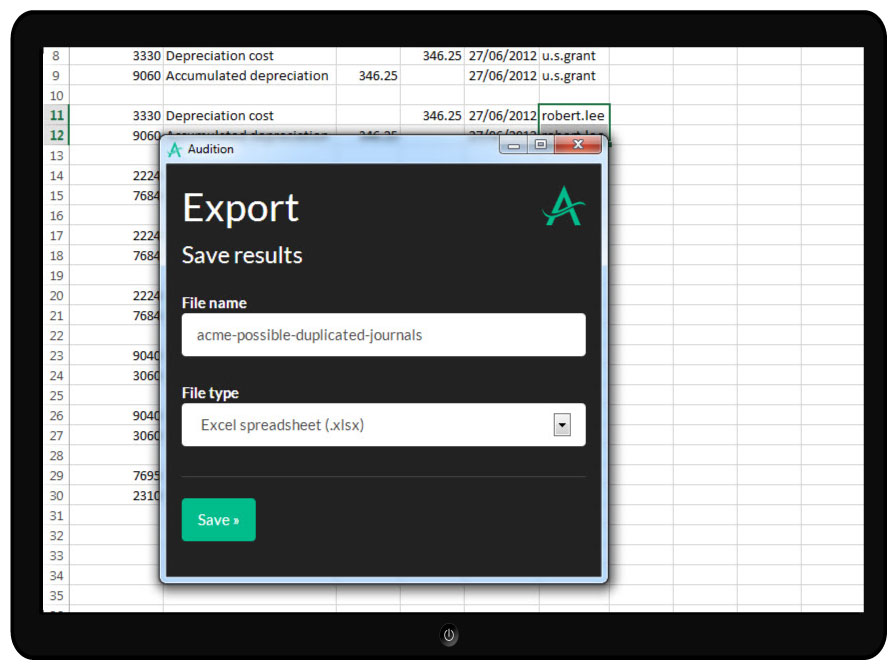 8 3330 Depreciation cost 346.25 27/06/2012 u.s.grant
9 9060 Accumulated depreciation 346.25 27/06/2012 u.s.grant
10
11 3330 Depreciation cost 346.25 27/06/2012 robert.lee
12 9060
Audition
13
14 2224
15 7684
16
17 2224
18 7684
19
20 2224
21 7684
22
23 9040
24 3060
25
26 9040
27 3060
28
29 7695
30 2310
31
32
33
34
35
Export
Save results
File name
acme-possible-duplicated-journals
File type
Excel spreadsheet (.xlsx)
Save »